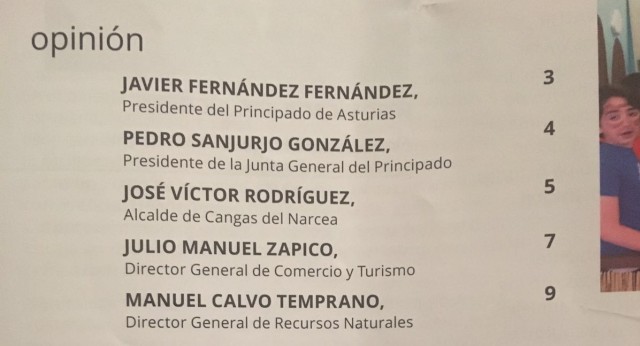 opinión
JAVIER FERNÁNDEZ FERNÁNDEZ, 3
Presidente del Principado de Asturias
PEDRO SANJURJO GONZÁLEZ, 4
Presidente de la Junta General del Principado
JOSÉ VÍCTOR RODRÍGUEZ, 5
Alcalde de Cangas del Narcea
JULIO MANUEL ZAPICO, 7
Director General de Comercio y Turismo
MANUEL CALVO TEMPRANO, 9
Director General de Recursos Naturales